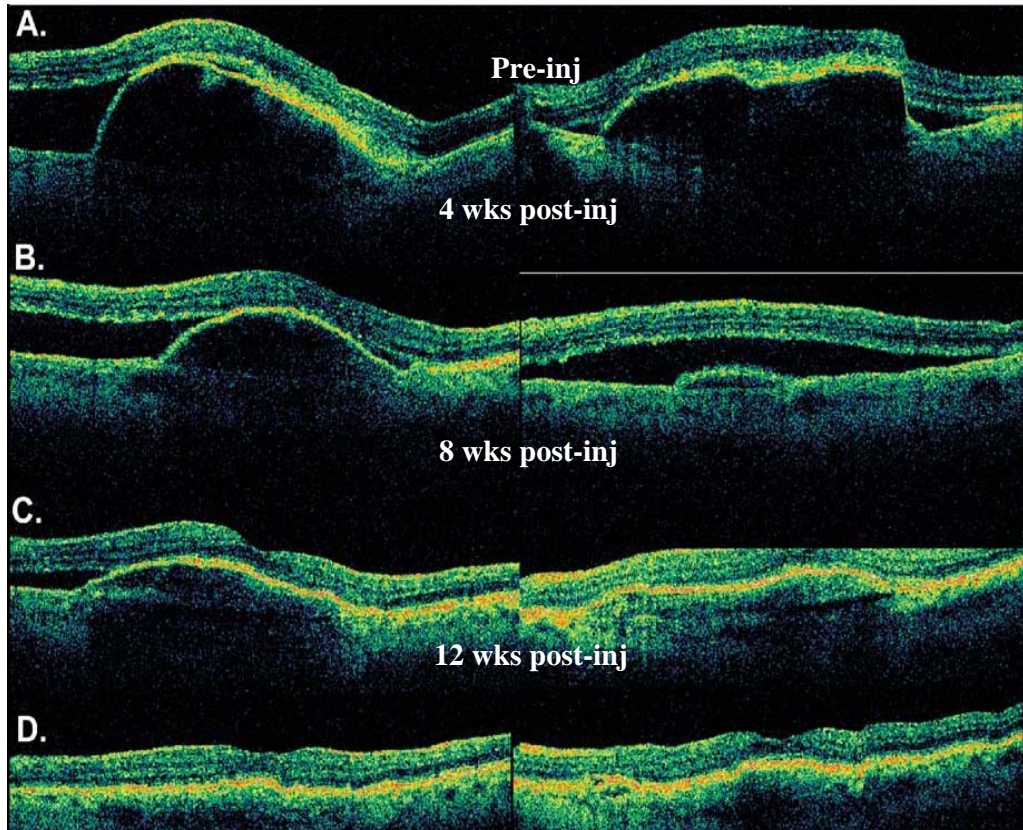 A.
Pre-inj
4 wks post-inj
B.
8 wks post-inj
C.
12 wks post-inj
D.